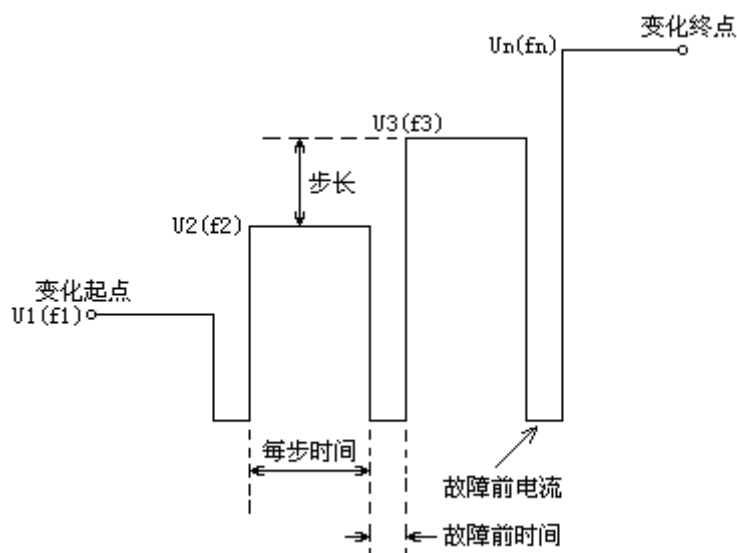 变化终点
Un(fn)
U3(f3)
步长
U2(f2)
变化起点
U1(f1)
每步时间
故障前电流
故障前时间